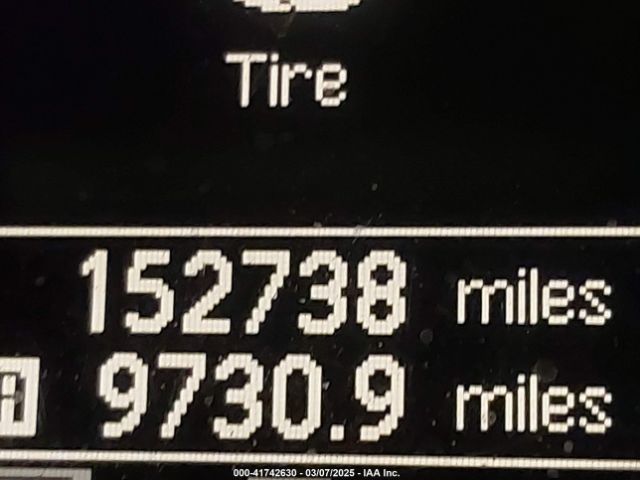 Tire
152738 miles
9730.9 miles
000-41742630 - 03/07/2025 - IAA Inc.